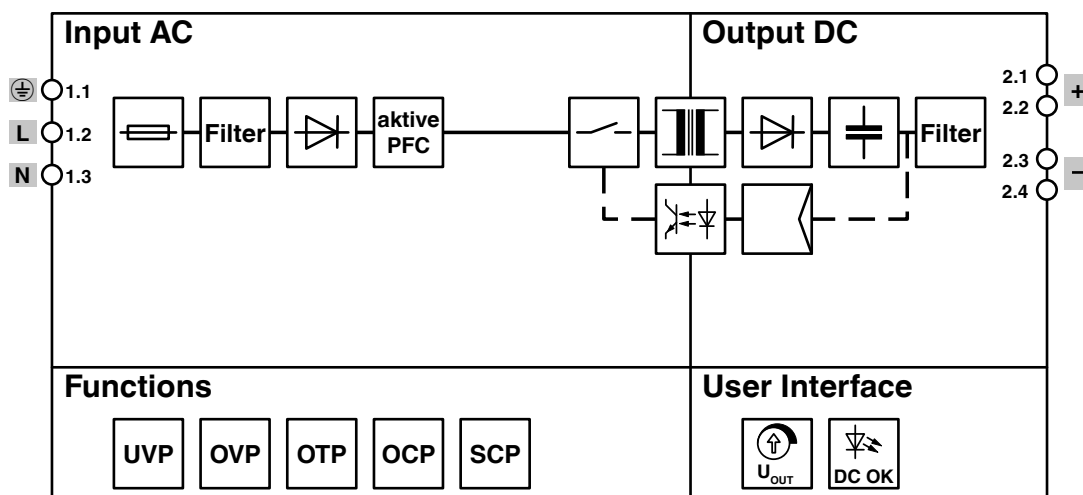 Input AC
Output DC
1.1
L
1.2
N
1.3
Filter
aktive
PFC
Filter
2.1
2.2
+
2.3
2.4
–
Functions
User Interface
UVP
OVP
OTP
OCP
SCP
UOUT
DC OK